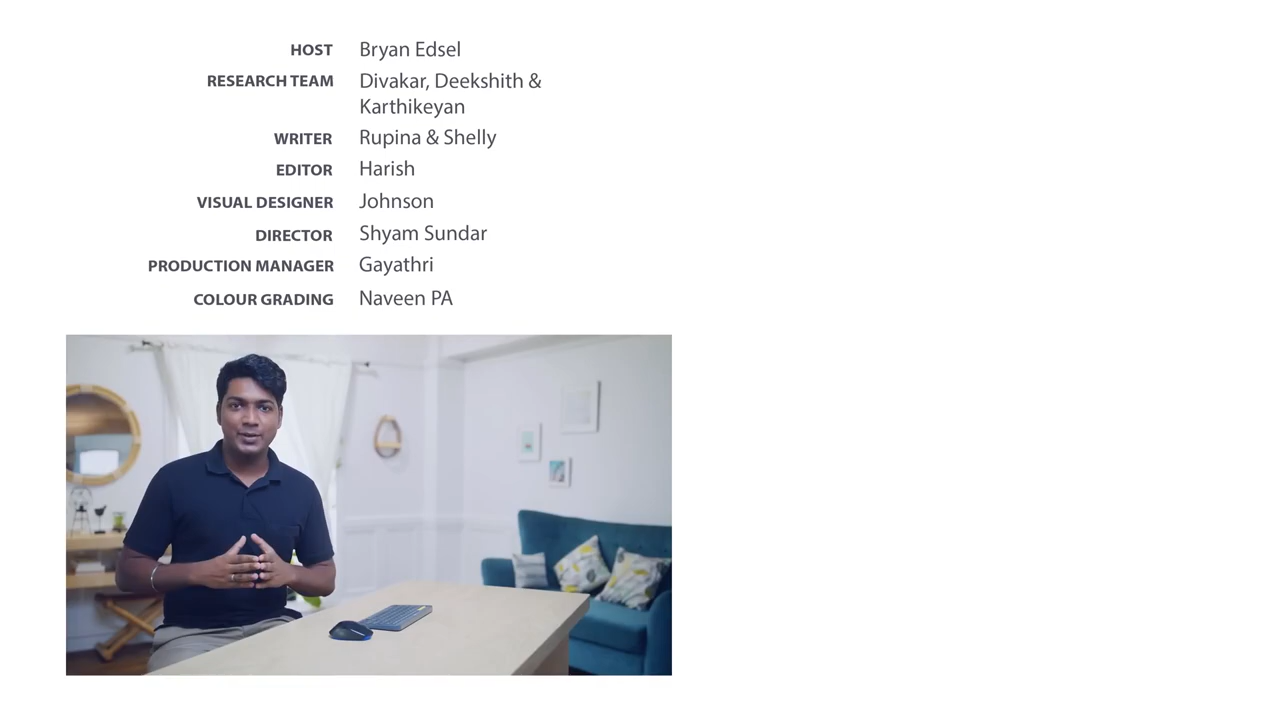 HOST Bryan Edsel
RESEARCH TEAM Divakar, Deekshith &
Karthikeyan
WRITER Rupina & Shelly
EDITOR Harish
VISUAL DESIGNER Johnson
DIRECTOR Shyam Sundar
PRODUCTION MANAGER Gayathri
COLOUR GRADING Naveen PA